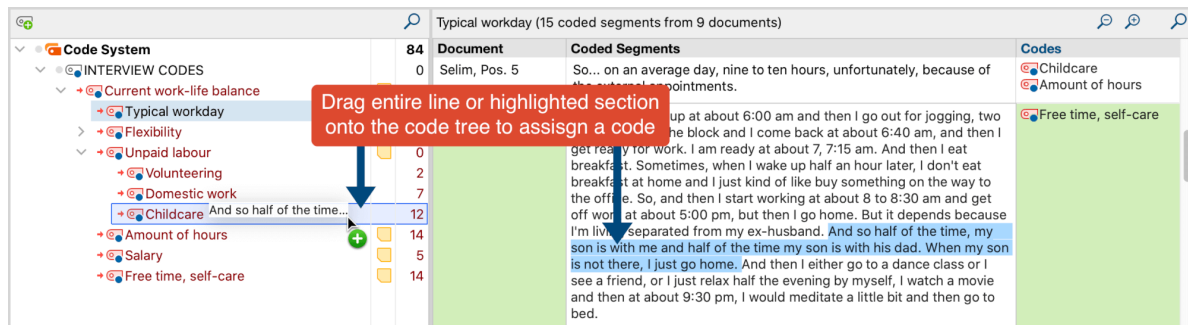 Typical workday (15 coded segments from 9 documents)
Code System 84
INTERVIEW CODES 0
Current work-life balance
Typical workday
Flexibility
Unpaid labour 0
Volunteering 2
Domestic work 7
Childcare And so half of the time... 12
Amount of hours 14
Salary 5
Free time, self-care 14
Drag entire line or highlighted section
onto the code tree to assisgn a code
Document Coded Segments Codes
Selim, Pos. 5 So... on an average day, nine to ten hours, unfortunately, because of
appointments.
Childcare
Amount of hours
up at about 6:00 am and then I go out for jogging, two
he block and I come back at about 6:40 am, and then I
get ready for work. I am ready at about 7, 7:15 am. And then I eat
breakfast. Sometimes, when I wake up half an hour later, I don't eat
breakfast at home and I just kind of like buy something on the way to
the office. So, and then I start working at about 8 to 8:30 am and get
off work at about 5:00 pm, but then I go home. But it depends because
I'm living separated from my ex-husband. And so half of the time, my
son is with me and half of the time my son is with his dad. When my son
is not there, I just go home. And then I either go to a dance class or I
see a friend, or I just relax half the evening by myself, I watch a movie
and then at about 9:30 pm, I would meditate a little bit and then go to
bed.
Free time, self-care